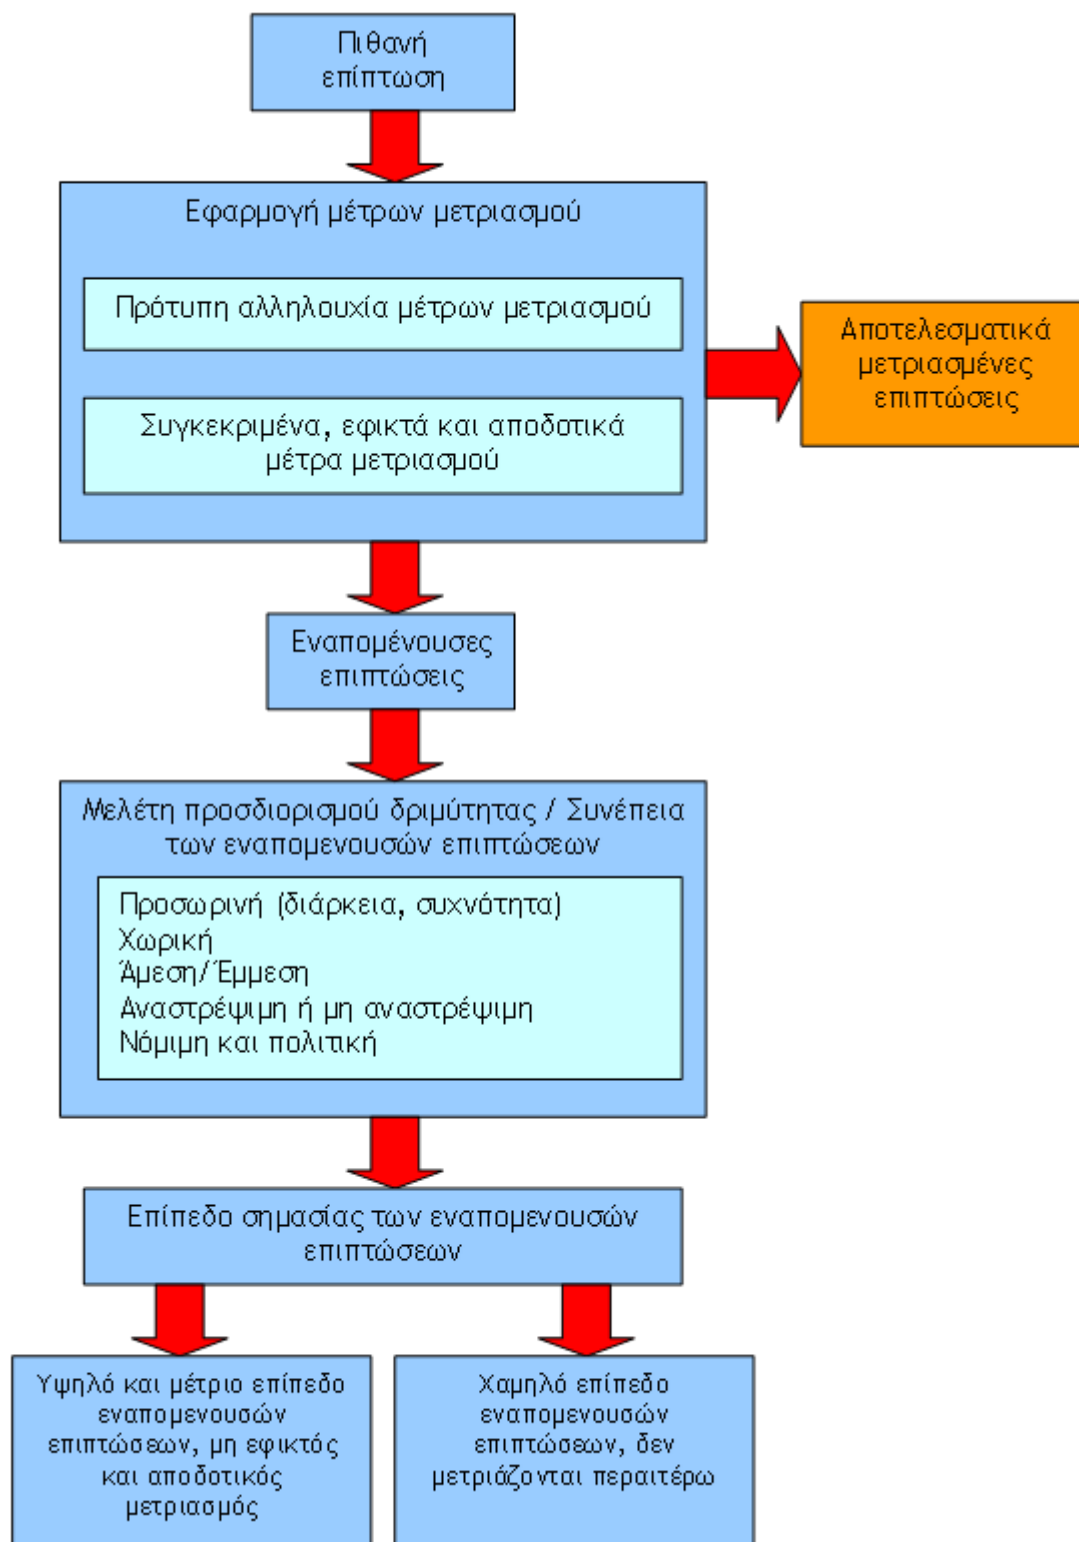 Πιθανή
επίπτωση
Εφαρμογή μέτρων μετριασμού
Πρότυπη αλληλουχία μέτρων μετριασμού
Συγκεκριμένα, εφικτά και αποδοτικά
μέτρα μετριασμού
Αποτελεσματικά
μετριασμένες
επιπτώσεις
Εναπομένουσες
επιπτώσεις
Μελέτη προσδιορισμού δριμύτητας / Συνέπεια
των εναπομενουσών επιπτώσεων
Προσωρινή (διάρκεια, συχνότητα)
Χωρική
Άμεση/Έμμεση
Αναστρέψιμη ή μη αναστρέψιμη
Νόμιμη και πολιτική
Επίπεδο σημασίας των εναπομενουσών
επιπτώσεων
Υψηλό και μέτριο επίπεδο
εναπομενουσών
επιπτώσεων, μη εφικτός
και αποδοτικός
μετριασμός
Χαμηλό επίπεδο
εναπομενουσών
επιπτώσεων, δεν
μετριάζονται περαιτέρω